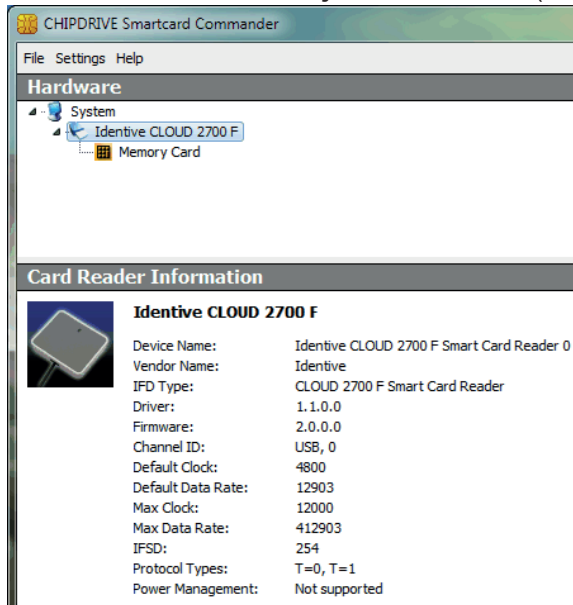 CHIPDRIVE Smartcard Commander
File Settings Help
Hardware
System
Identive CLOUD 2700 F
Memory Card
Card Reader Information
Identive CLOUD 2700 F
Device Name: Identive CLOUD 2700 F Smart Card Reader 0
Vendor Name: Identive
IFD Type: CLOUD 2700 F Smart Card Reader
Driver: 1.1.0.0
Firmware: 2.0.0.0
Channel ID: USB, 0
Default Clock: 4800
Default Data Rate: 12903
Max Clock: 12000
Max Data Rate: 412903
IFSD: 254
Protocol Types: T=0, T=1
Power Management: Not supported